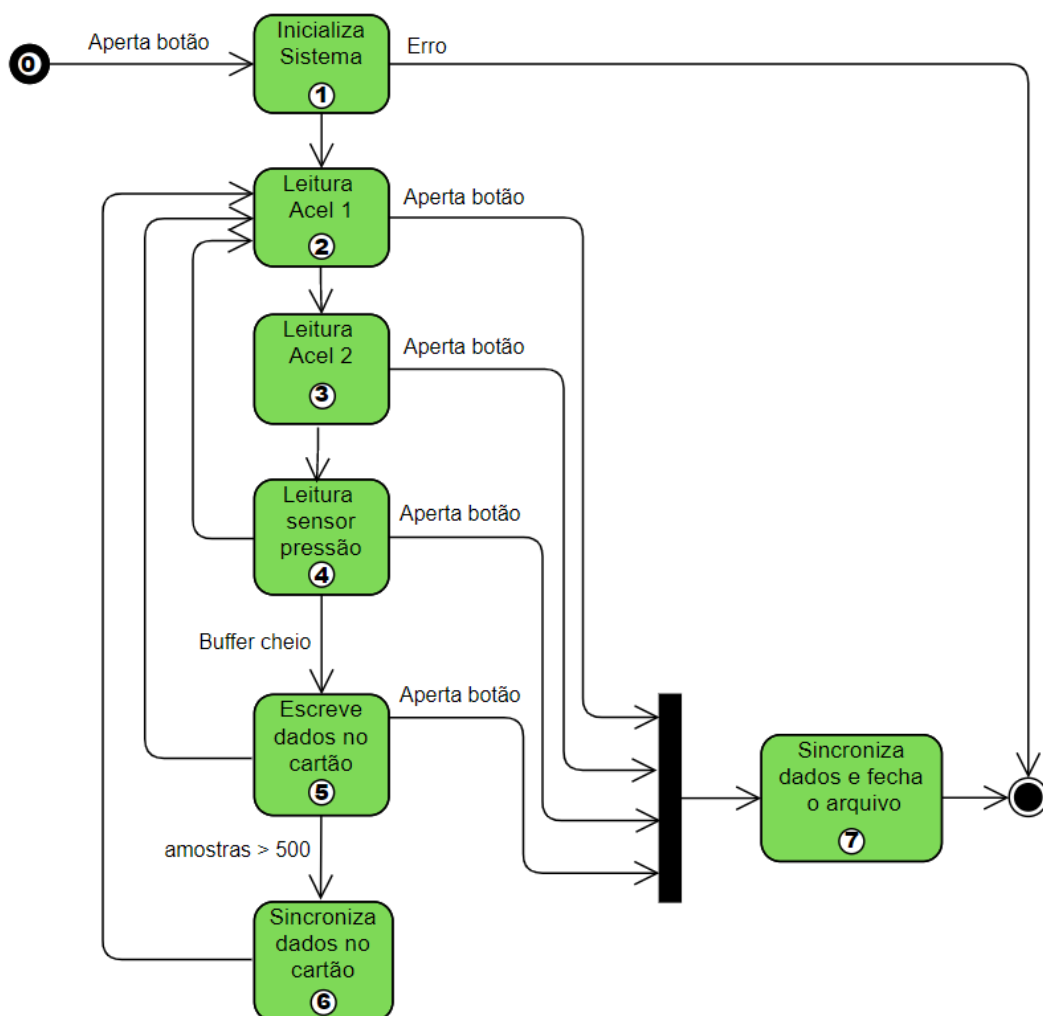 Aperta botão
0
Inicializa
Sistema
1
Erro
Leitura
Acel 1
2
Aperta botão
Leitura
Acel 2
3
Aperta botão
Leitura
sensor
pressão
4
Aperta botão
Buffer cheio
Escreve
dados no
cartão
5
Aperta botão
amostras > 500
Sincroniza
dados no
cartão
6
Sincroniza
dados e fecha
o arquivo
7